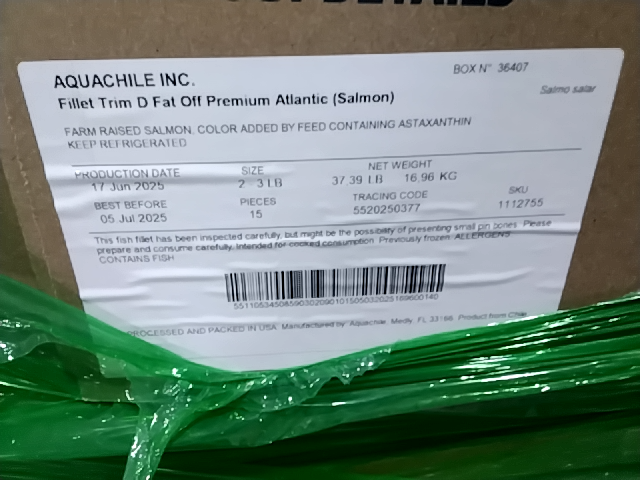 AQUACHILE INC.
BOX N° 36407
Fillet Trim D Fat Off Premium Atlantic (Salmon)
Salmo salar
FARM RAISED SALMON. COLOR ADDED BY FEED CONTAINING ASTAXANTHIN
KEEP REFRIGERATED
PRODUCTION DATE SIZE NET WEIGHT
17 Jun 2025 2 3 LB 37.39 LB 16,96 KG
BEST BEFORE PIECES TRACING CODE SKU
05 Jul 2025 15 5520250377 1112755
This fish fillet has been inspected carefully, but might be the possibility of presenting small pin bones. Please
prepare and consume carefully. Intended for cooked consumption. Previously frozen. ALLERGENS:
CONTAINS FISH
PROCESSED AND PACKED IN USA. Manufactured by: Aquachile, Medly, FL 33166. Product from Chile